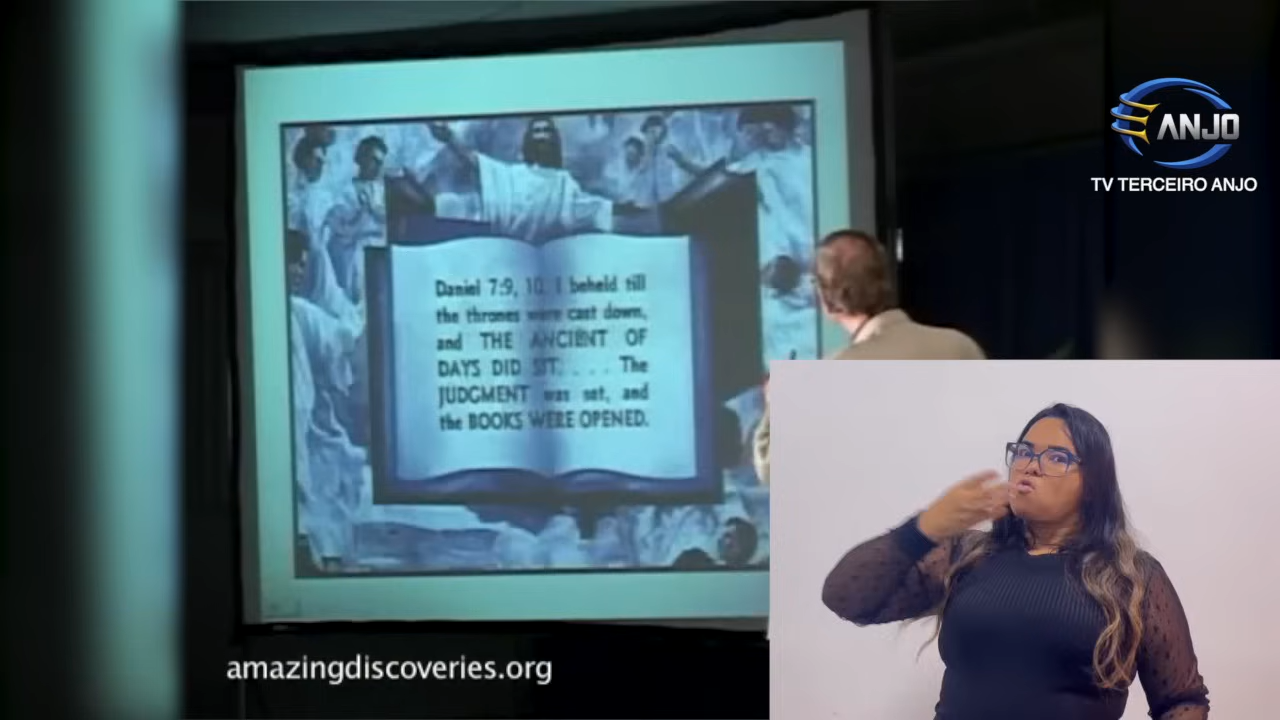 ANJO
TV TERCEIRO ANJO
Daniel 7:9, 10. I beheld till
the thrones were cast down,
and THE ANCIENT OF
DAYS DID SIT. . . . The
JUDGMENT was set, and
the BOOKS WERE OPENED.
amazingdiscoveries.org